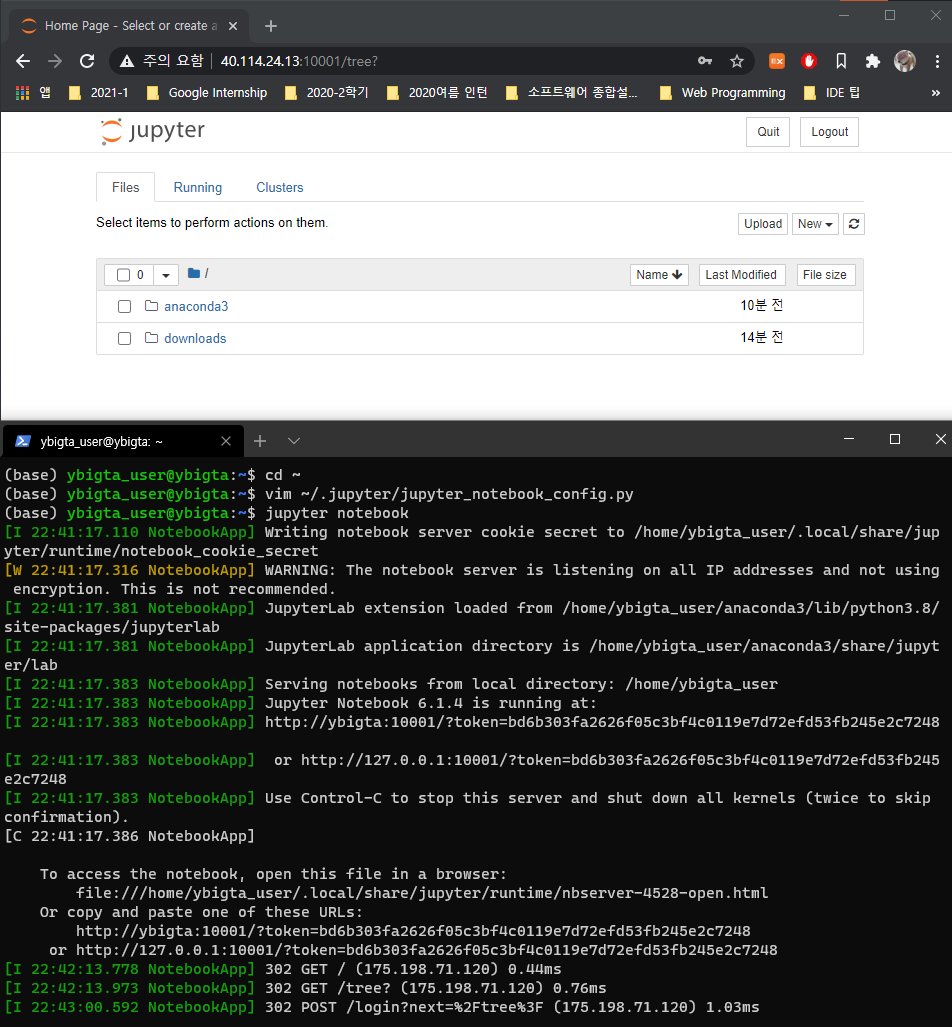 Home Page - Select or create a
주의 요함 | 40.114.24.13:10001/tree?
앱 2021-1 Google Internship 2020-2학기 2020여름 인턴 소프트웨어 종합설... Web Programming IDE 팁 »
jupyter Quit Logout
Files Running Clusters
Select items to perform actions on them. Upload New
0 / Name Last Modified File size
anaconda3 10분 전
downloads 14분 전
ybigta_user@ybigta: ~
(base) ybigta_user@ybigta:~$ cd ~
(base) ybigta_user@ybigta:~$ vim ~/.jupyter/jupyter_notebook_config.py
(base) ybigta_user@ybigta:~$ jupyter notebook
[I 22:41:17.110 NotebookApp] Writing notebook server cookie secret to /home/ybigta_user/.local/share/jup
yter/runtime/notebook_cookie_secret
[W 22:41:17.316 NotebookApp] WARNING: The notebook server is listening on all IP addresses and not using
encryption. This is not recommended.
[I 22:41:17.381 NotebookApp] JupyterLab extension loaded from /home/ybigta_user/anaconda3/lib/python3.8/
site-packages/jupyterlab
[I 22:41:17.381 NotebookApp] JupyterLab application directory is /home/ybigta_user/anaconda3/share/jupyt
er/lab
[I 22:41:17.383 NotebookApp] Serving notebooks from local directory: /home/ybigta_user
[I 22:41:17.383 NotebookApp] Jupyter Notebook 6.1.4 is running at:
[I 22:41:17.383 NotebookApp] http://ybigta:10001/?token=bd6b303fa2626f05c3bf4c0119e7d72efd53fb245e2c7248
[I 22:41:17.383 NotebookApp]  or http://127.0.0.1:10001/?token=bd6b303fa2626f05c3bf4c0119e7d72efd53fb245
e2c7248
[I 22:41:17.383 NotebookApp] Use Control-C to stop this server and shut down all kernels (twice to skip
confirmation).
[C 22:41:17.386 NotebookApp]
To access the notebook, open this file in a browser:
file:///home/ybigta_user/.local/share/jupyter/runtime/nbserver-4528-open.html
Or copy and paste one of these URLs:
http://ybigta:10001/?token=bd6b303fa2626f05c3bf4c0119e7d72efd53fb245e2c7248
or http://127.0.0.1:10001/?token=bd6b303fa2626f05c3bf4c0119e7d72efd53fb245e2c7248
[I 22:42:13.778 NotebookApp] 302 GET / (175.198.71.120) 0.44ms
[I 22:42:13.973 NotebookApp] 302 GET /tree? (175.198.71.120) 0.76ms
[I 22:43:00.592 NotebookApp] 302 POST /login?next=%2Ftree%3F (175.198.71.120) 1.03ms